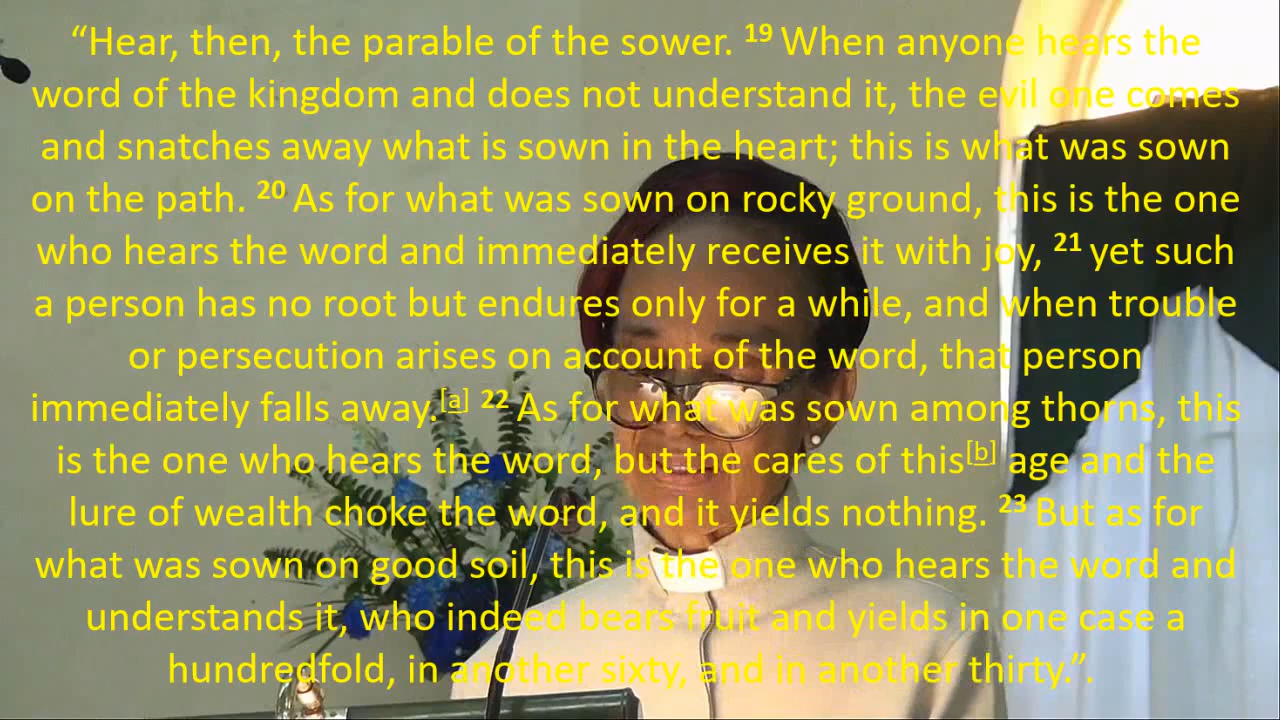 “Hear, then, the parable of the sower. 19 When anyone hears the
word of the kingdom and does not understand it, the evil one comes
and snatches away what is sown in the heart; this is what was sown
on the path. 20 As for what was sown on rocky ground, this is the one
who hears the word and immediately receives it with joy, 21 yet such
a person has no root but endures only for a while, and when trouble
or persecution arises on account of the word, that person
immediately falls away.[a] 22 As for what was sown among thorns, this
is the one who hears the word, but the cares of this[b] age and the
lure of wealth choke the word, and it yields nothing. 23 But as for
what was sown on good soil, this is the one who hears the word and
understands it, who indeed bears fruit and yields in one case a
hundredfold, in another sixty, and in another thirty.”.